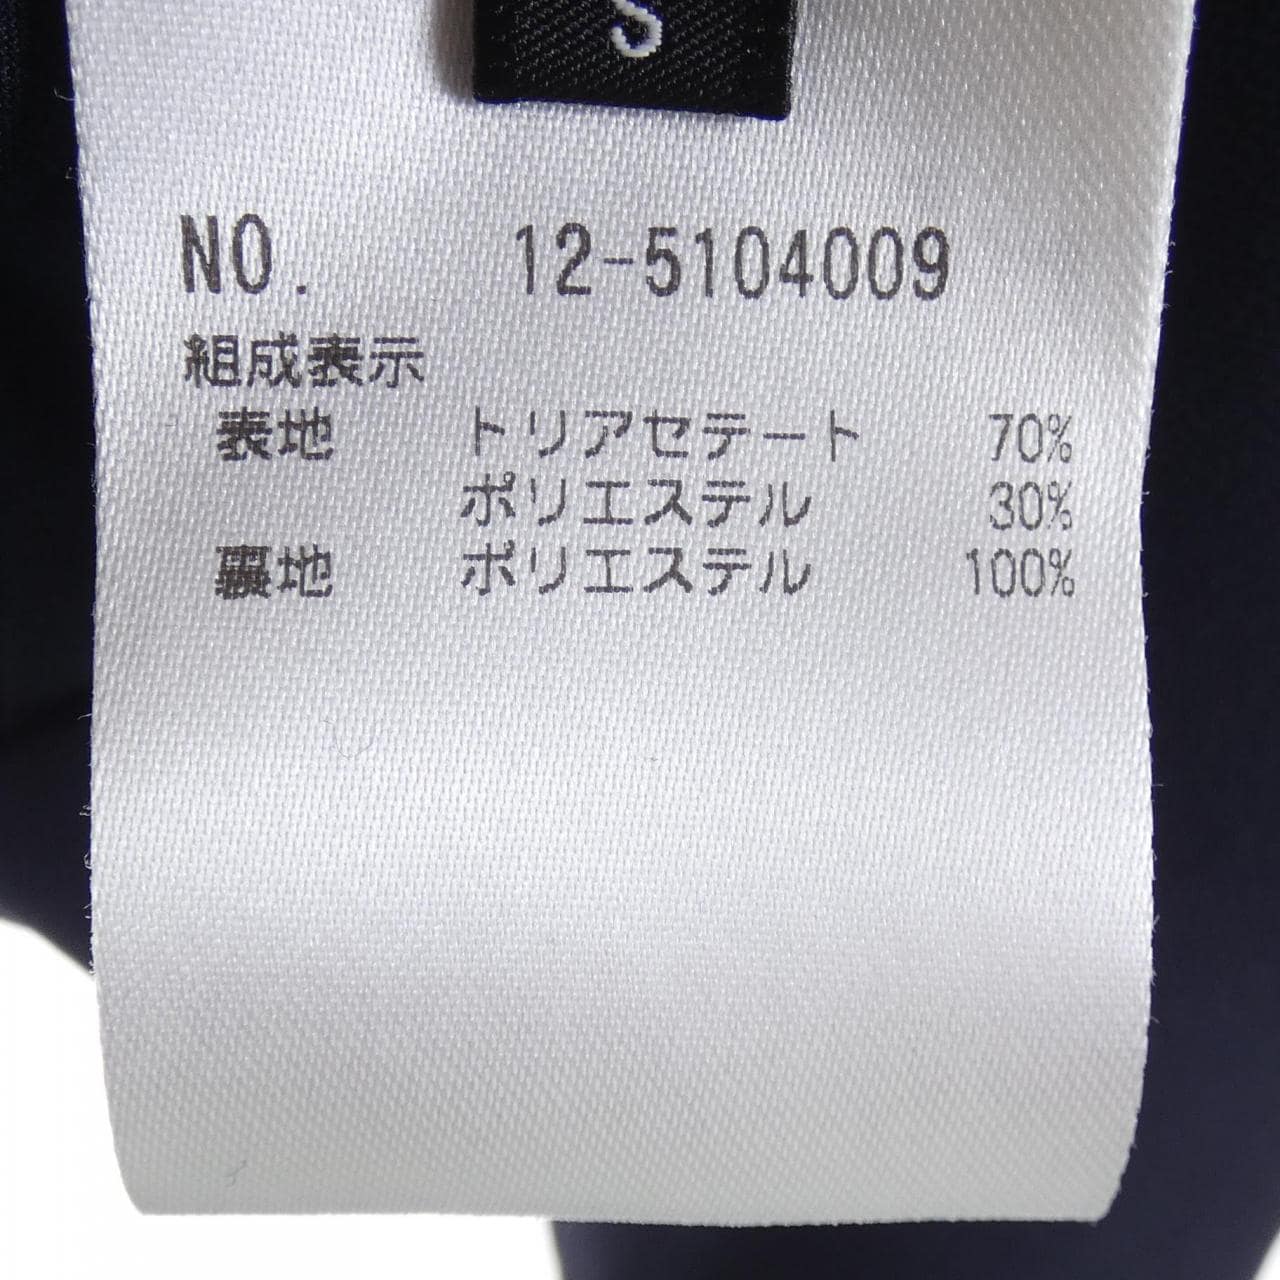 S
NO. 12-5104009
組成表示
表地 トリアセテート 70%
ポリエステル 30%
裏地 ポリエステル 100%